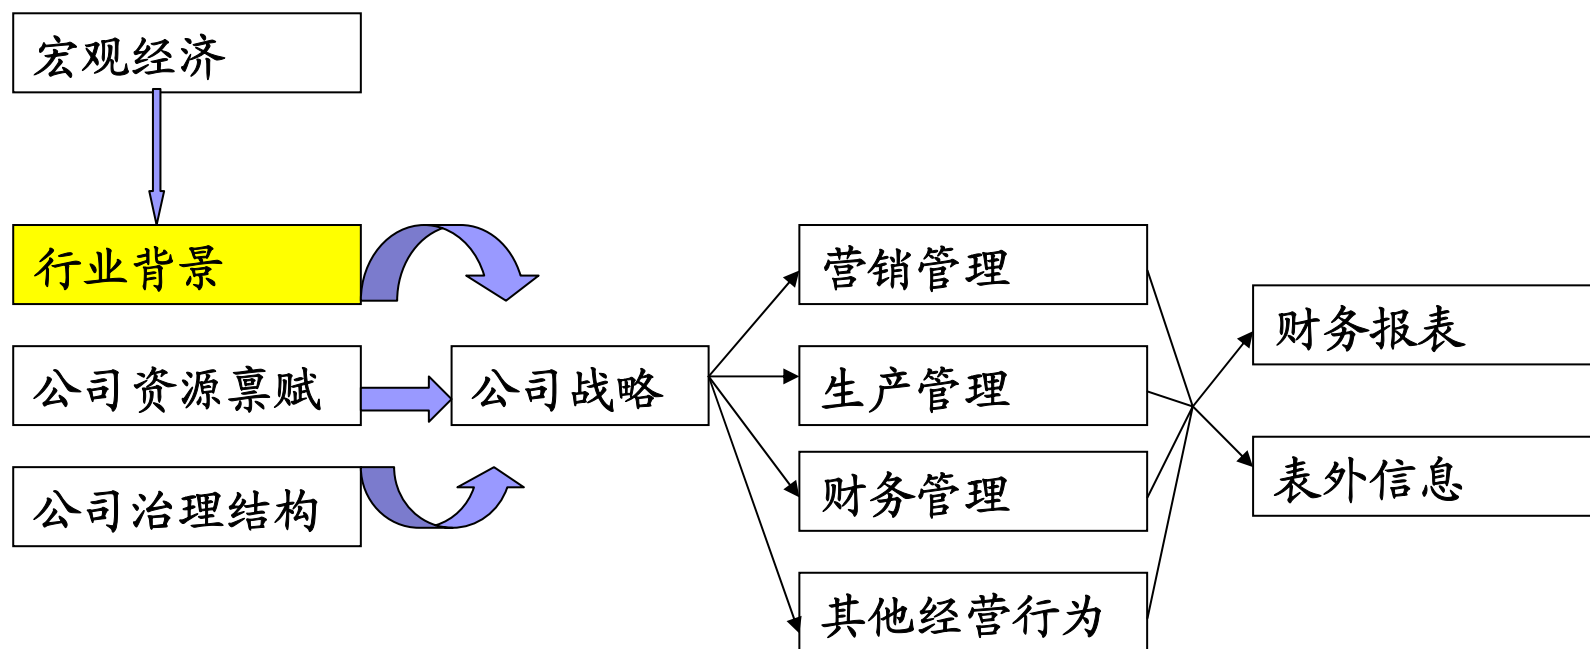 宏观经济
行业背景
公司资源禀赋
公司治理结构
公司战略
营销管理
生产管理
财务管理
其他经营行为
财务报表
表外信息